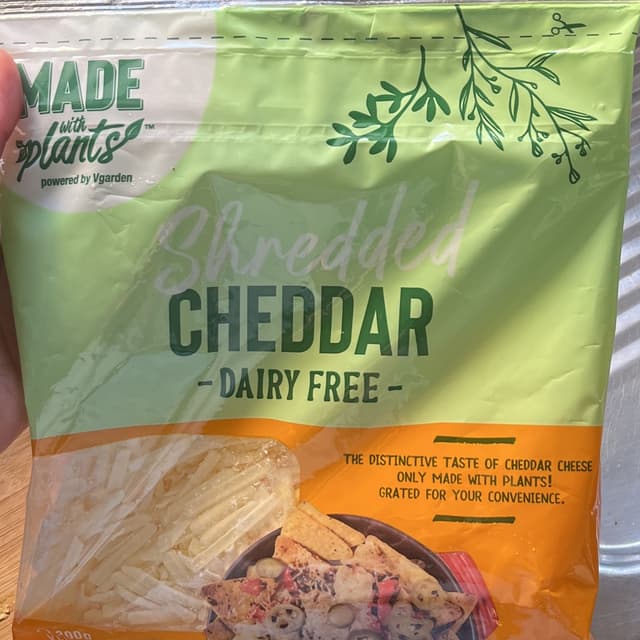 MADE
with
plants™
powered by Vgarden
Shredded
CHEDDAR
- DAIRY FREE -
THE DISTINCTIVE TASTE OF CHEDDAR CHEESE
ONLY MADE WITH PLANTS!
GRATED FOR YOUR CONVENIENCE.